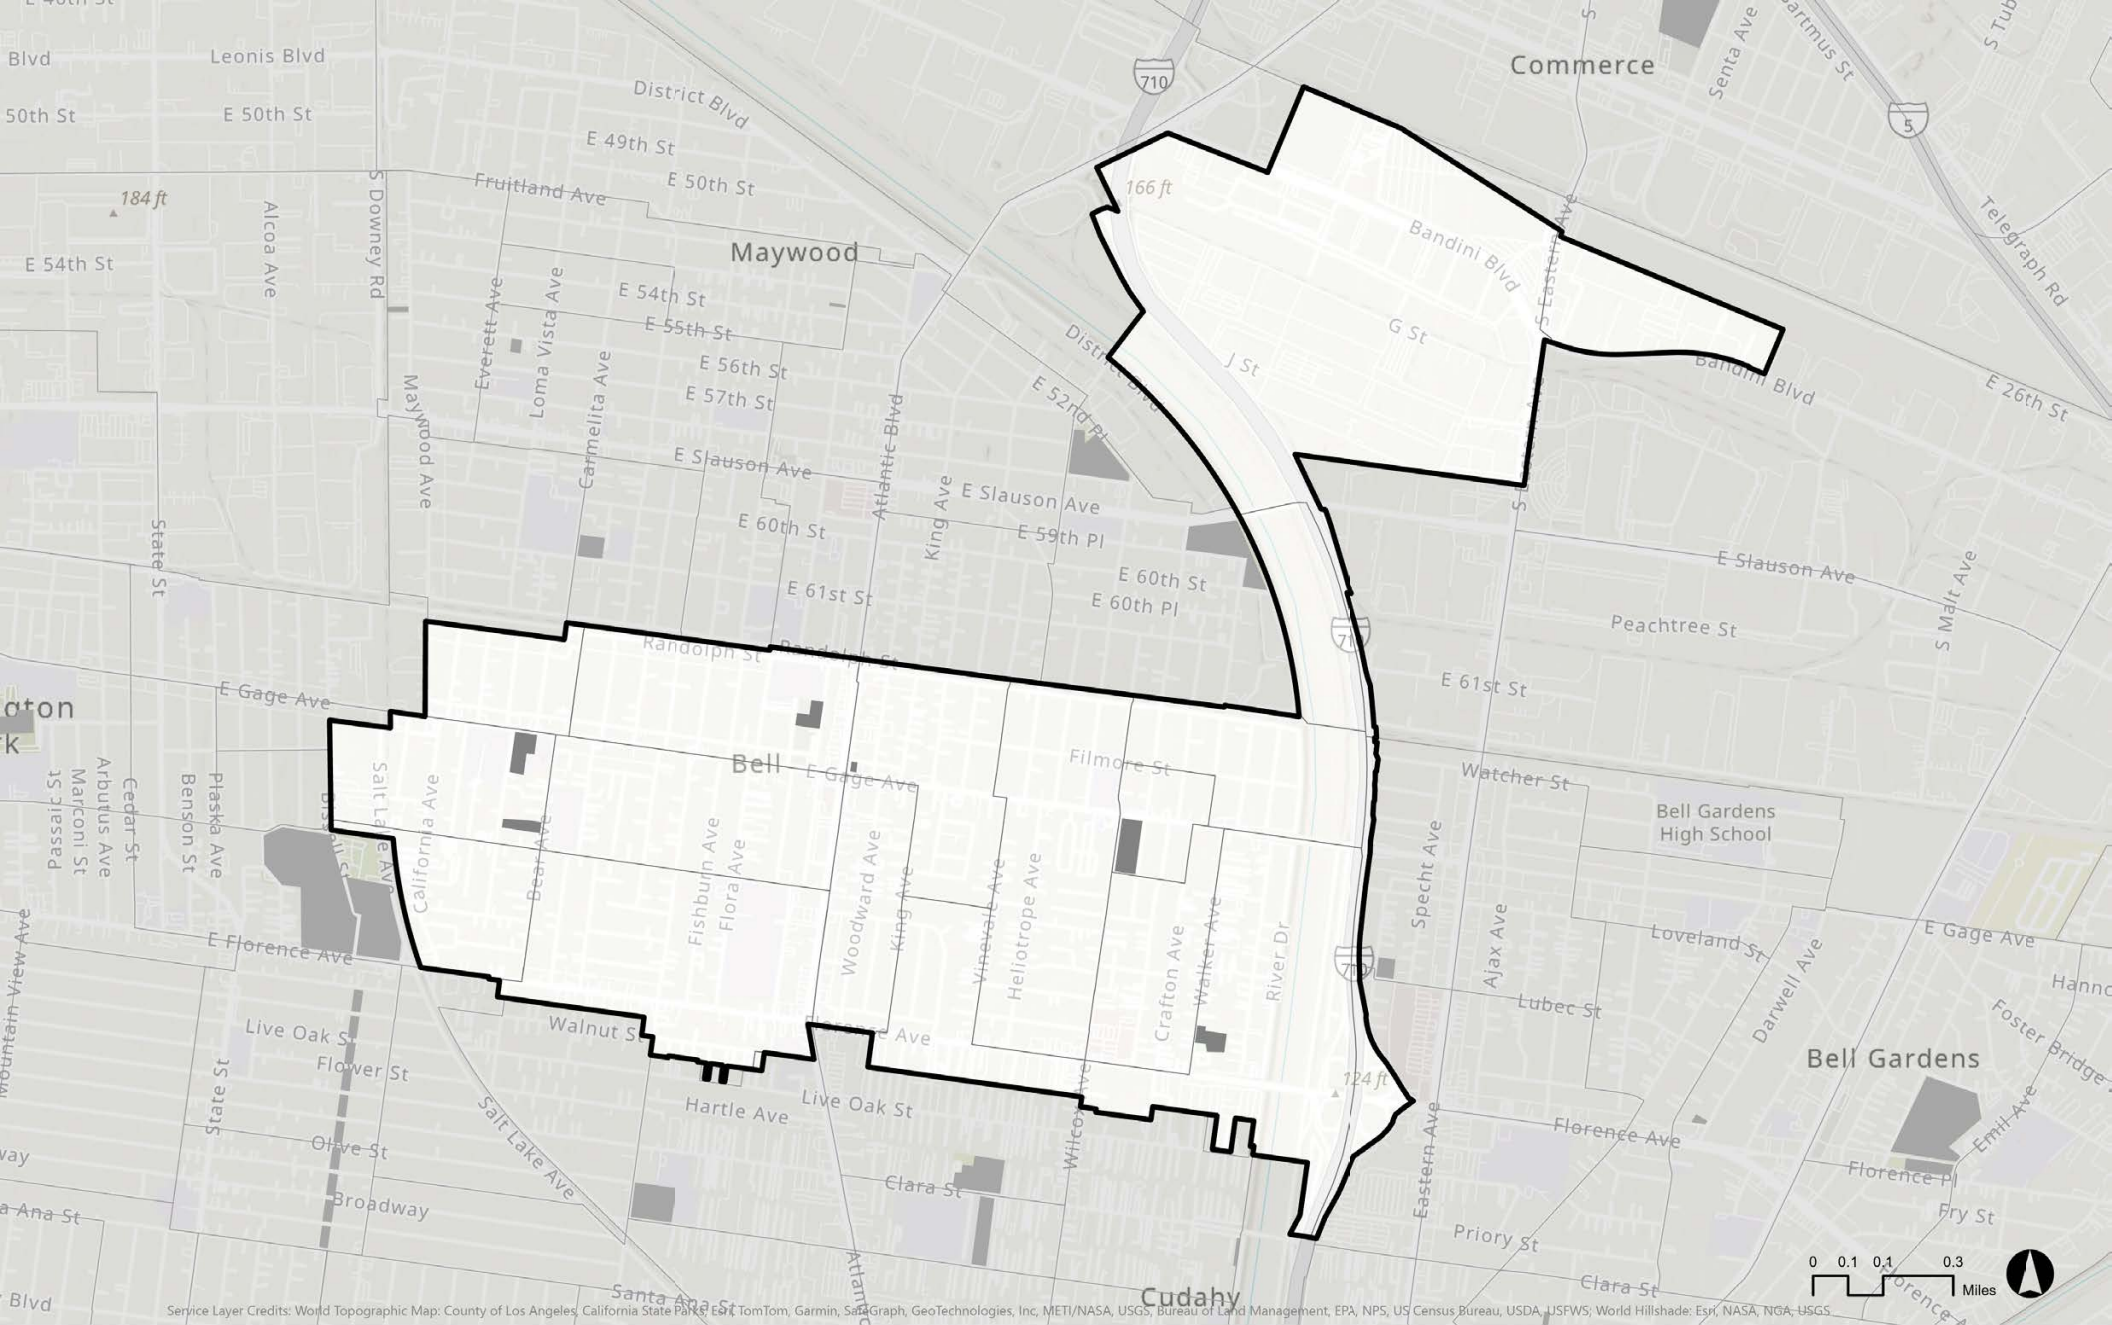 Blvd
Leonis Blvd
Commerce
Senta Ave
710
District Blvd
50th St
E 50th St
5
E 49th St
Fruitland Ave
E 50th St
166 ft
184 ft
S Downey Rd
Alcoa Ave
Telegraph Rd
Maywood
Bandini Blvd
S Eastern Ave
E 54th St
Everett Ave
Loma Vista Ave
E 54th St
E 55th St
G St
J St
E 56th St
Bandini Blvd
E 57th St
E 26th St
Maywood Ave
Carmelita Ave
Atlantic Blvd
E 52nd Pl
District Blvd
E Slauson Ave
E Slauson Ave
King Ave
E 60th St
E 59th Pl
State St
E Slauson Ave
S Malt Ave
E 60th St
E 61st St
E 60th Pl
Peachtree St
Randolph St
Randolph St
E Gage Ave
E 61st St
Bell
E Gage Ave
Filmore St
Watcher St
Bell Gardens
High School
Passaic St
Marconi St
Arbutus Ave
Cedar St
Benson St
Plaska Ave
Salt Lake Ave
California Ave
Bear Ave
Fishburn Ave
Flora Ave
Woodward Ave
King Ave
Vinevale Ave
Heliotrope Ave
Crafton Ave
Walker Ave
River Dr
Specht Ave
Ajax Ave
E Florence Ave
Loveland St
E Gage Ave
Darwell Ave
Lubec St
Mountain View Ave
Live Oak St
Walnut St
Florence Ave
Foster Bridge
Flower St
State St
124 ft
Bell Gardens
Hartle Ave
Live Oak St
Wilcox Ave
Eastern Ave
Florence Ave
Emil Ave
Olive St
Salt Lake Ave
Florence Pl
Clara St
Broadway
Fry St
Priory St
Clara St
Santa Ana St
Cudahy
Blvd
0 0.1 0.1 0.3
Miles
Service Layer Credits: World Topographic Map: County of Los Angeles, California State Parks, Esri, TomTom, Garmin, SafeGraph, GeoTechnologies, Inc, METI/NASA, USGS, Bureau of Land Management, EPA, NPS, US Census Bureau, USDA, USFWS; World Hillshade: Esri, NASA, NGA, USGS